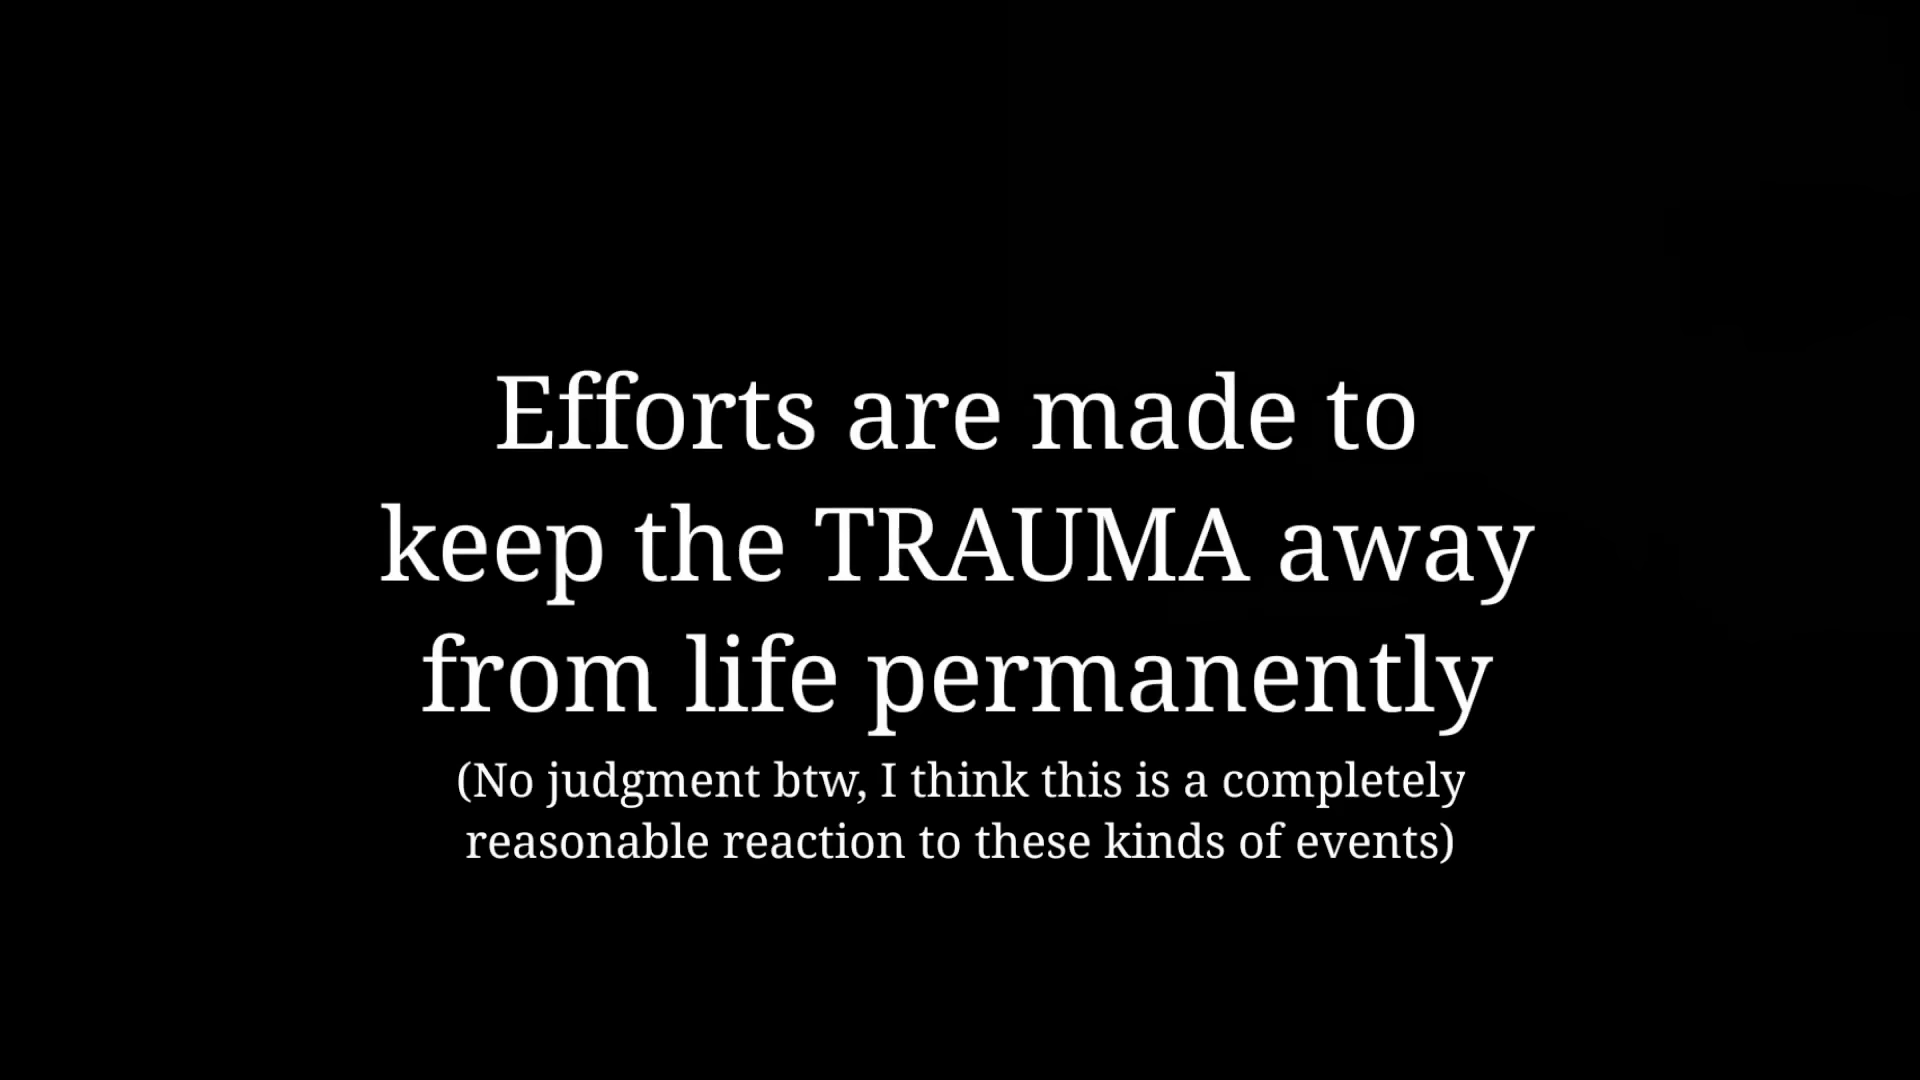 Efforts are made to
keep the TRAUMA away
from life permanently
(No judgment btw, I think this is a completely
reasonable reaction to these kinds of events)